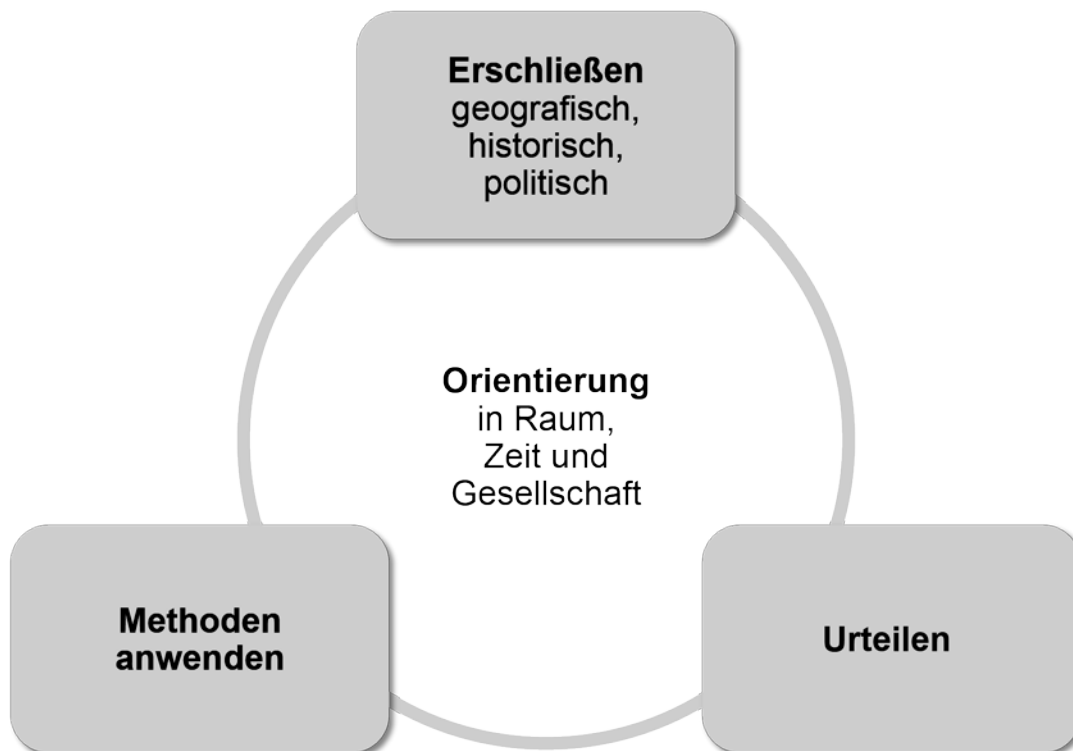 Erschließen
geografisch,
historisch,
politisch
Orientierung
in Raum,
Zeit und
Gesellschaft
Methoden
anwenden
Urteilen